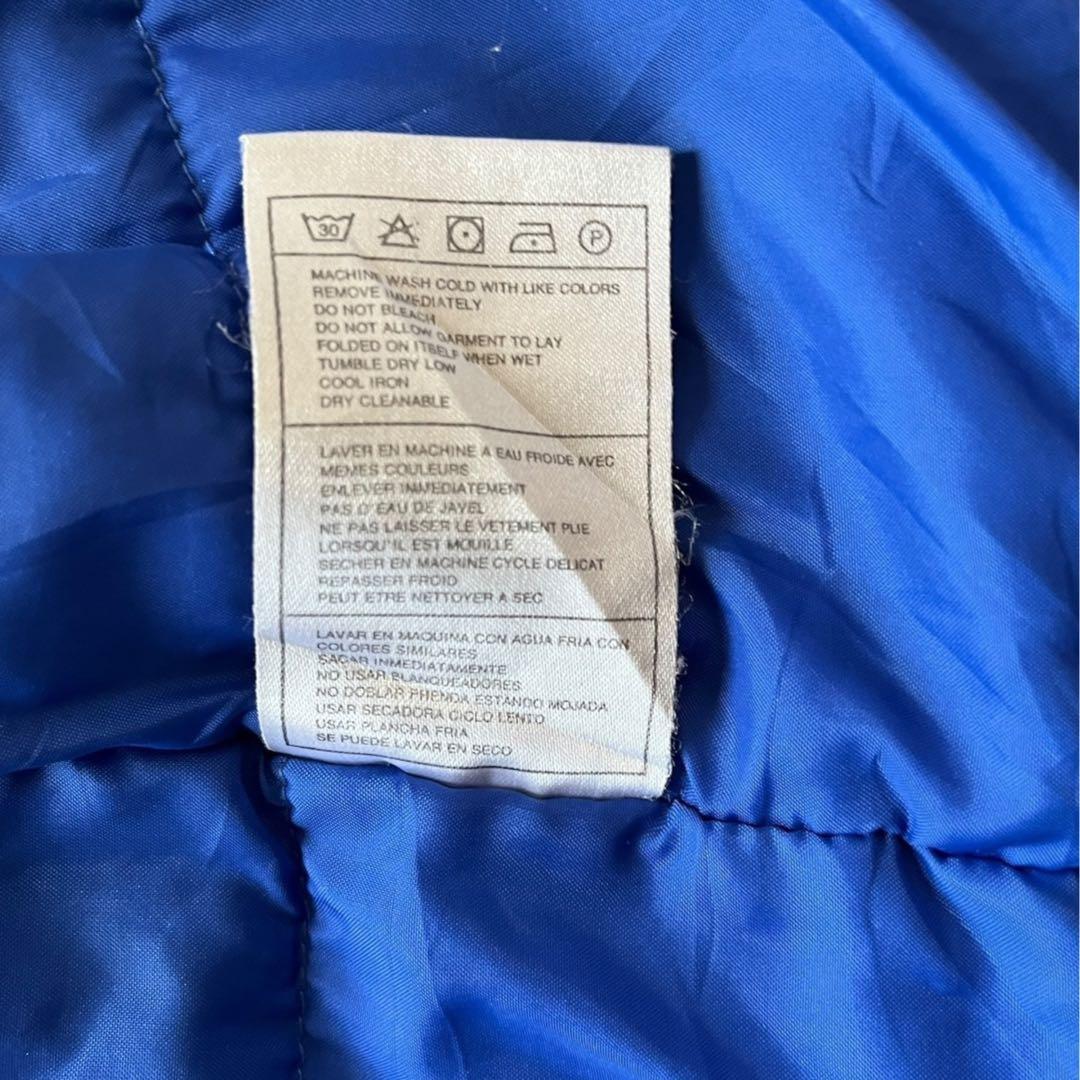 30 P
MACHINE WASH COLD WITH LIKE COLORS
REMOVE IMMEDIATELY
DO NOT BLEACH
DO NOT ALLOW GARMENT TO LAY
FOLDED ON ITSELF WHEN WET
TUMBLE DRY LOW
COOL IRON
DRY CLEANABLE
LAVER EN MACHINE A EAU FROIDE AVEC
MEMES COULEURS
ENLEVER IMMEDIATEMENT
PAS D'EAU DE JAVEL
NE PAS LAISSER LE VETEMENT PLIE
LORSQU'IL EST MOUILLE
SECHER EN MACHINE CYCLE DELICAT
REPASSER FROID
PEUT ETRE NETTOYER A SEC
LAVAR EN MAQUINA CON AGUA FRIA CON
COLORES SIMILARES
SACAR INMEDIATAMENTE
NO USAR BLANQUEADORES
NO DOBLAR PRENDA ESTANDO MOJADA
USAR SECADORA CICLO LENTO
USAR PLANCHA FRIA
SE PUEDE LAVAR EN SECO